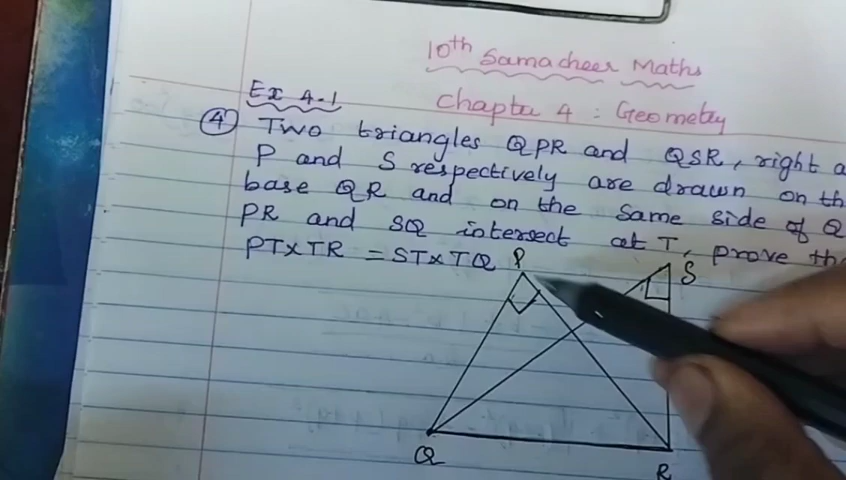 10th Samacheer Maths
Ex 4.1
Chapter 4 : Geometry
4 Two triangles QPR and QSR, right a
P and S respectively are drawn on th
base QR and on the same side of Q
PR and SQ intersect at T, prove tha
PT×TR = ST×TQ
P
S
Q
R